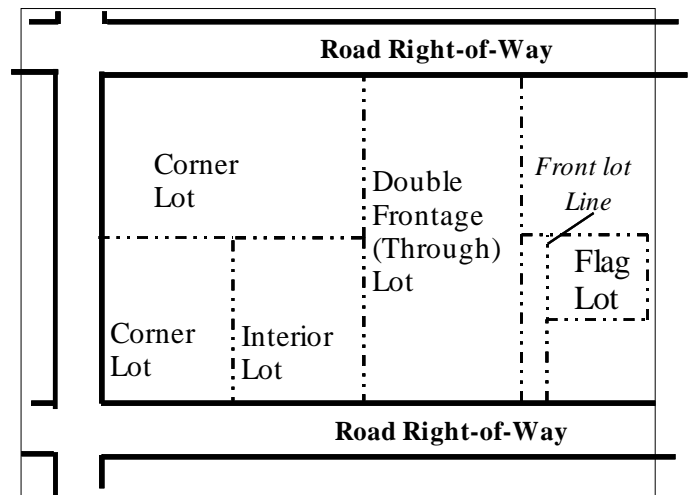 Road Right-of-Way
Corner
Lot
Double
Frontage
(Through)
Lot
Front lot
Line
Flag
Lot
Corner
Lot
Interior
Lot
Road Right-of-Way